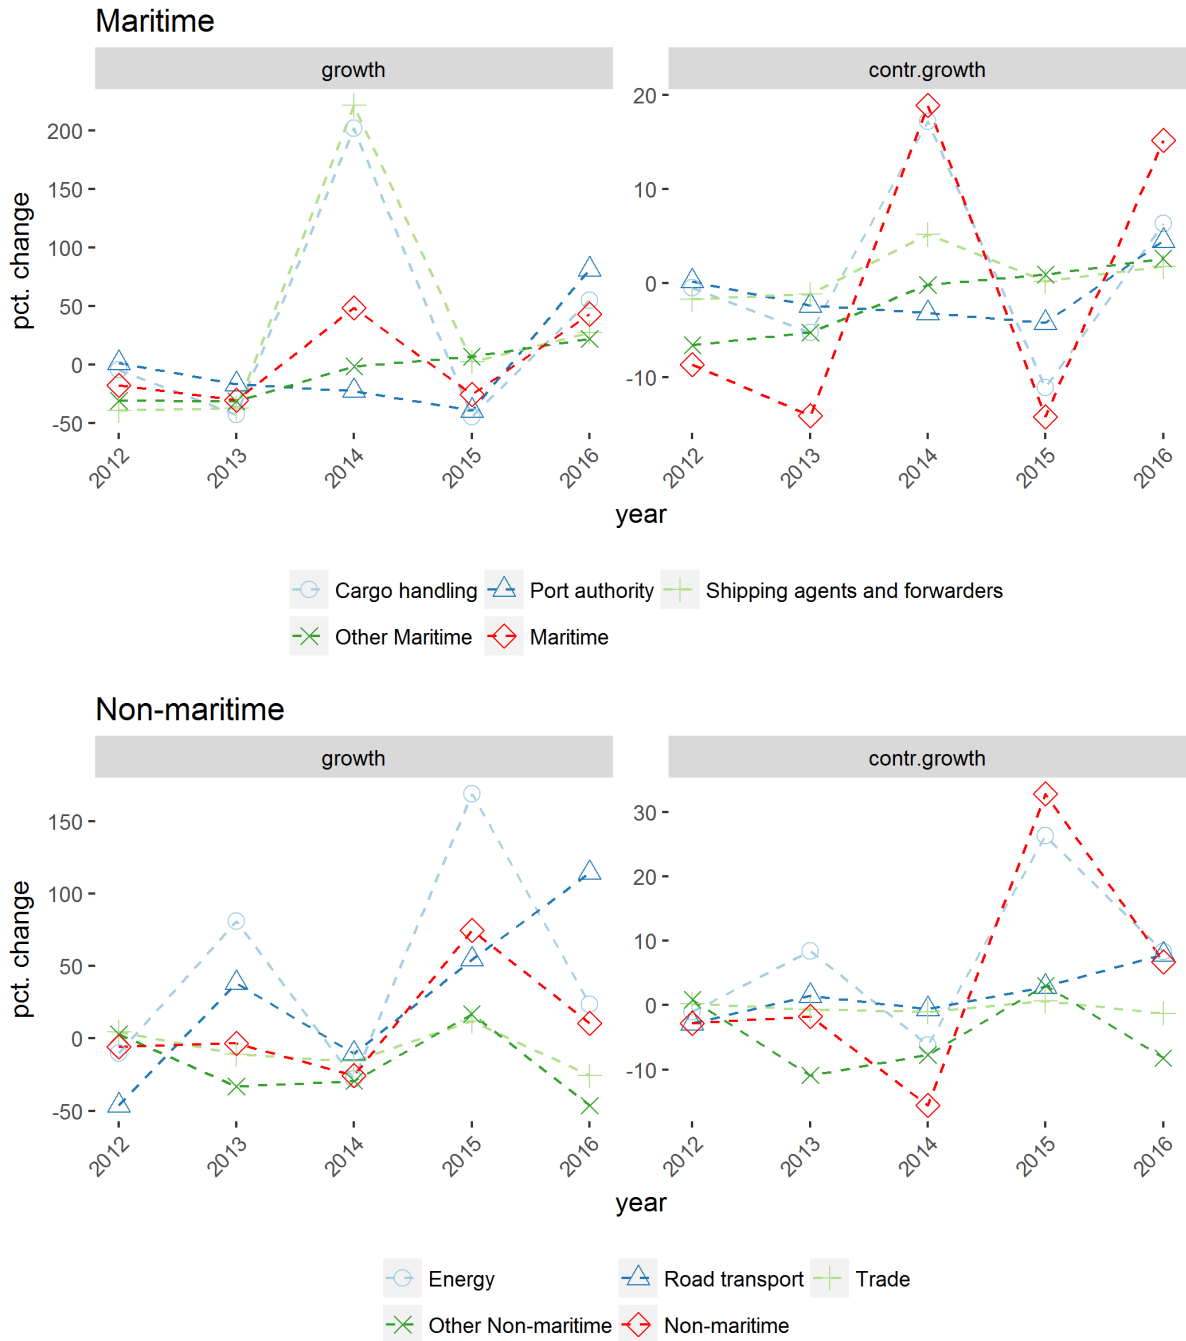 Maritime
growth
contr.growth
pct. change
200
150
100
50
0
-50
20
10
0
-10
2012 2013 2014 2015 2016
2012 2013 2014 2015 2016
year
Cargo handling Port authority Shipping agents and forwarders
Other Maritime Maritime
Non-maritime
growth
contr.growth
pct. change
150
100
50
0
-50
30
20
10
0
-10
2012 2013 2014 2015 2016
2012 2013 2014 2015 2016
year
Energy Road transport Trade
Other Non-maritime Non-maritime